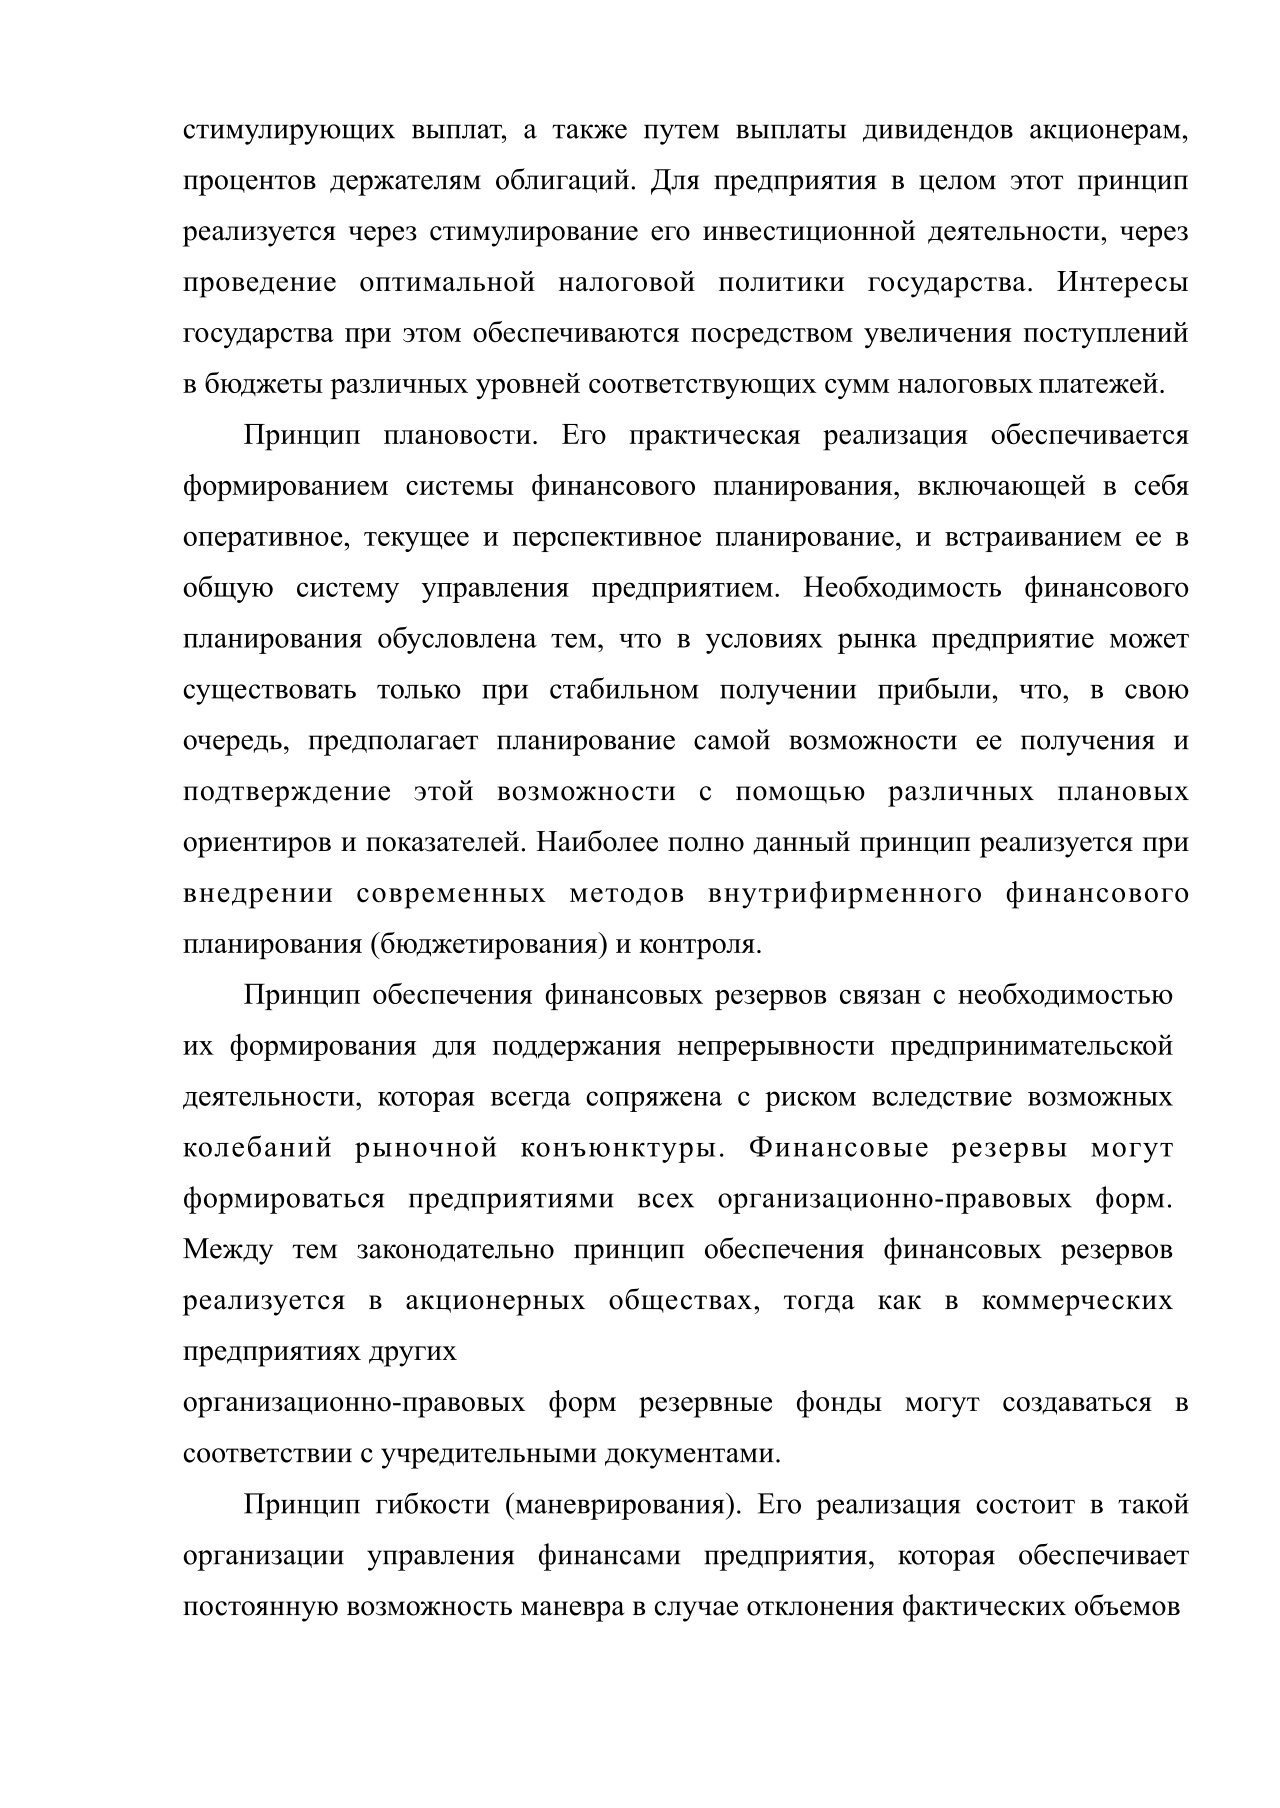 стимулирующих выплат, а также путем выплаты дивидендов акционерам,
процентов держателям облигаций. Для предприятия в целом этот принцип
реализуется через стимулирование его инвестиционной деятельности, через
проведение оптимальной налоговой политики государства. Интересы
государства при этом обеспечиваются посредством увеличения поступлений
в бюджеты различных уровней соответствующих сумм налоговых платежей.
Принцип плановости. Его практическая реализация обеспечивается
формированием системы финансового планирования, включающей в себя
оперативное, текущее и перспективное планирование, и встраиванием ее в
общую систему управления предприятием. Необходимость финансового
планирования обусловлена тем, что в условиях рынка предприятие может
существовать только при стабильном получении прибыли, что, в свою
очередь, предполагает планирование самой возможности ее получения и
подтверждение этой возможности с помощью различных плановых
ориентиров и показателей. Наиболее полно данный принцип реализуется при
внедрении современных методов внутрифирменного финансового
планирования (бюджетирования) и контроля.
Принцип обеспечения финансовых резервов связан с необходимостью
их формирования для поддержания непрерывности предпринимательской
деятельности, которая всегда сопряжена с риском вследствие возможных
колебаний рыночной конъюнктуры. Финансовые резервы могут
формироваться предприятиями всех организационно-правовых форм.
Между тем законодательно принцип обеспечения финансовых резервов
реализуется в акционерных обществах, тогда как в коммерческих
предприятиях других
организационно-правовых форм резервные фонды могут создаваться в
соответствии с учредительными документами.
Принцип гибкости (маневрирования). Его реализация состоит в такой
организации управления финансами предприятия, которая обеспечивает
постоянную возможность маневра в случае отклонения фактических объемов